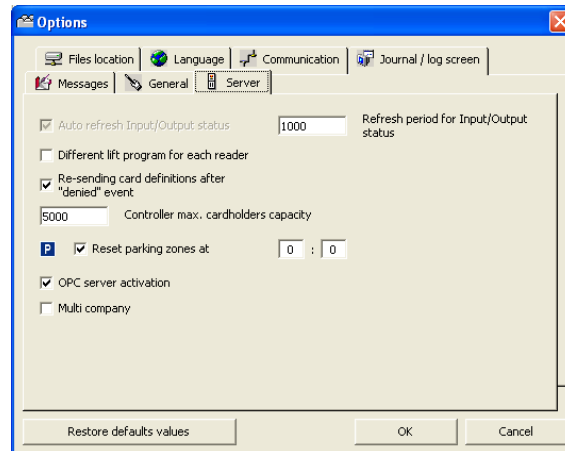 Options
Files location
Language
Communication
Journal / log screen
Messages
General
Server
Auto refresh Input/Output status
1000
Refresh period for Input/Output
status
Different lift program for each reader
Re-sending card definitions after
"denied" event
5000
Controller max. cardholders capacity
P
Reset parking zones at
0 : 0
OPC server activation
Multi company
Restore defaults values
OK
Cancel